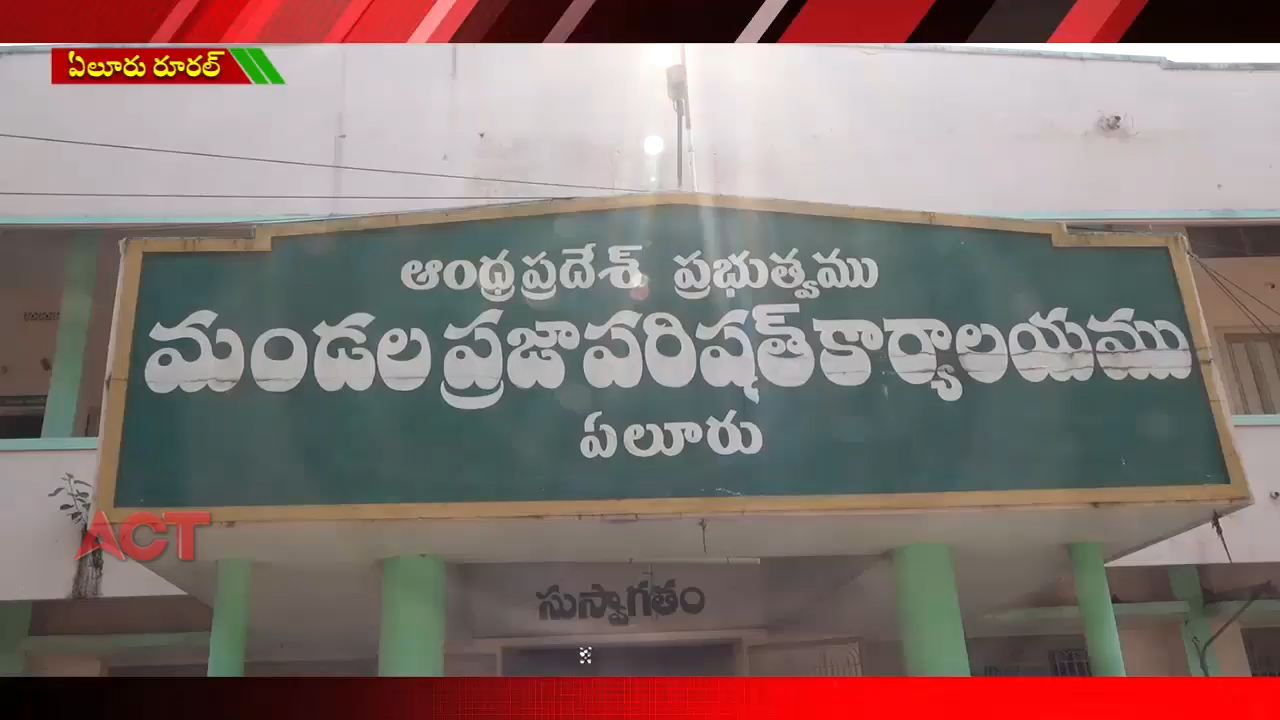 ఏలూరు రూరల్
ఆంధ్రప్రదేశ్ ప్రభుత్వము
మండల ప్రజాపరిషత్ కార్యాలయము
ఏలూరు
ACT
సుస్వాగతం